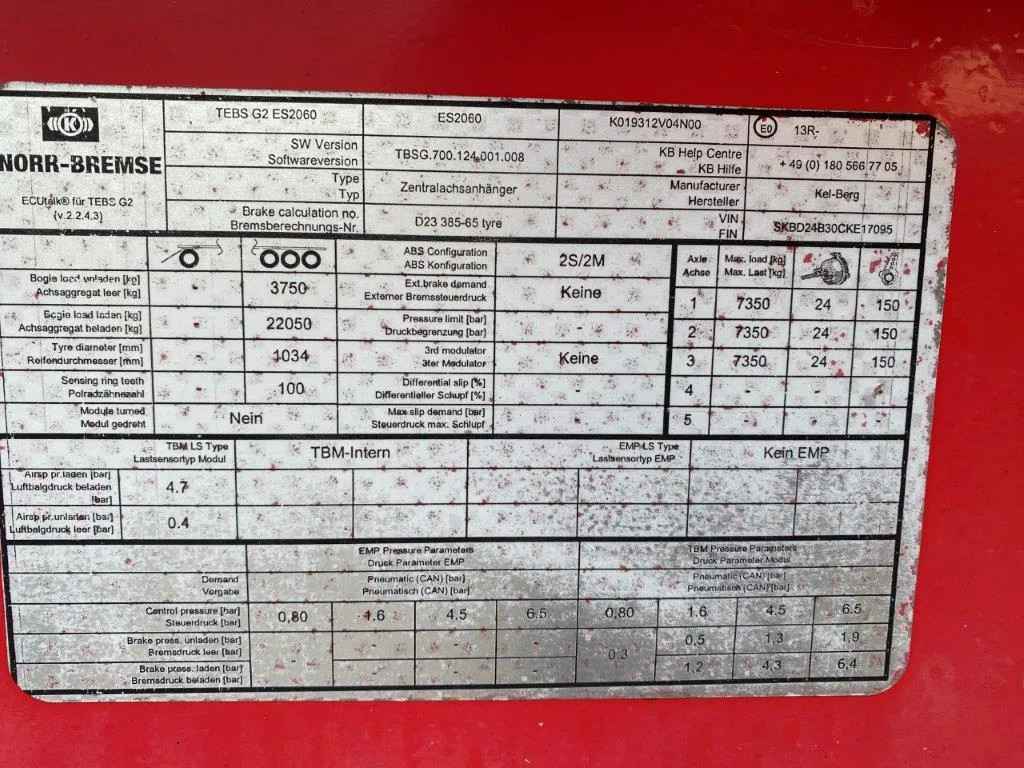 TEBS G2 ES2060 ES2060 K019312V04N00 E0 13R-
SW Version
Softwareversion TBSG.700.124.001.008 KB Help Centre
KB Hilfe + 49 (0) 180 566 77 05
NORR-BREMSE
ECUtalk® für TEBS G2
(v.2.2.4.3)
Type
Typ Zentralachsanhänger Manufacturer
Hersteller Kel-Berg
Brake calculation no.
Bremsberechnungs-Nr. D23 385-65 tyre VIN
FIN SKBD24B30CKE17095
ABS Configuration
ABS Konfiguration 2S/2M Axle
Achse Max. load [kg]
Max. Last [kg]
Bogie load unladen [kg]
Achsaggregat leer [kg] - 3750 Ext.brake demand
Externer Bremssteuerdruck Keine 1 7350 24 150
Bogie load laden [kg]
Achsaggregat beladen [kg] - 22050 Pressure limit [bar]
Druckbegrenzung [bar] - 2 7350 24 150
Tyre diameter [mm]
Reifendurchmesser [mm] - 1034 3rd modulator
3ter Modulator Keine 3 7350 24 150
Sensing ring teeth
Polradzähnezahl - 100 Differential slip [%]
Differentieller Schupf [%] - 4 - - -
Module turned
Modul gedreht Nein Max slip demand [bar]
Steuerdruck max. Schlupf - 5 - - -
TBM LS Type
Lastsensortyp Modul TBM-Intern EMP LS Type
Lastsensortyp EMP Kein EMP
Airsp pr.laden [bar]
Luftbalgdruck beladen
[bar] 4.7
Airsp pr.unladen [bar]
Luftbalgdruck leer [bar] 0.4
EMP Pressure Parameters
Druck Parameter EMP TBM Pressure Parameters
Druck Parameter Modul
Demand
Vorgabe Pneumatic (CAN) [bar]
Pneumatisch (CAN) [bar] Pneumatic (CAN) [bar]
Pneumatisch (CAN) [bar]
Control pressure [bar]
Steuerdruck [bar] 0,80 1.6 4.5 6.5 0,80 1.6 4.5 6.5
Brake press. unladen [bar]
Bremsdruck leer [bar] - - - - 0.3 0,5 1,3 1,9
Brake press. laden [bar]
Bremsdruck beladen [bar] - - - 1,2 4,3 6,4